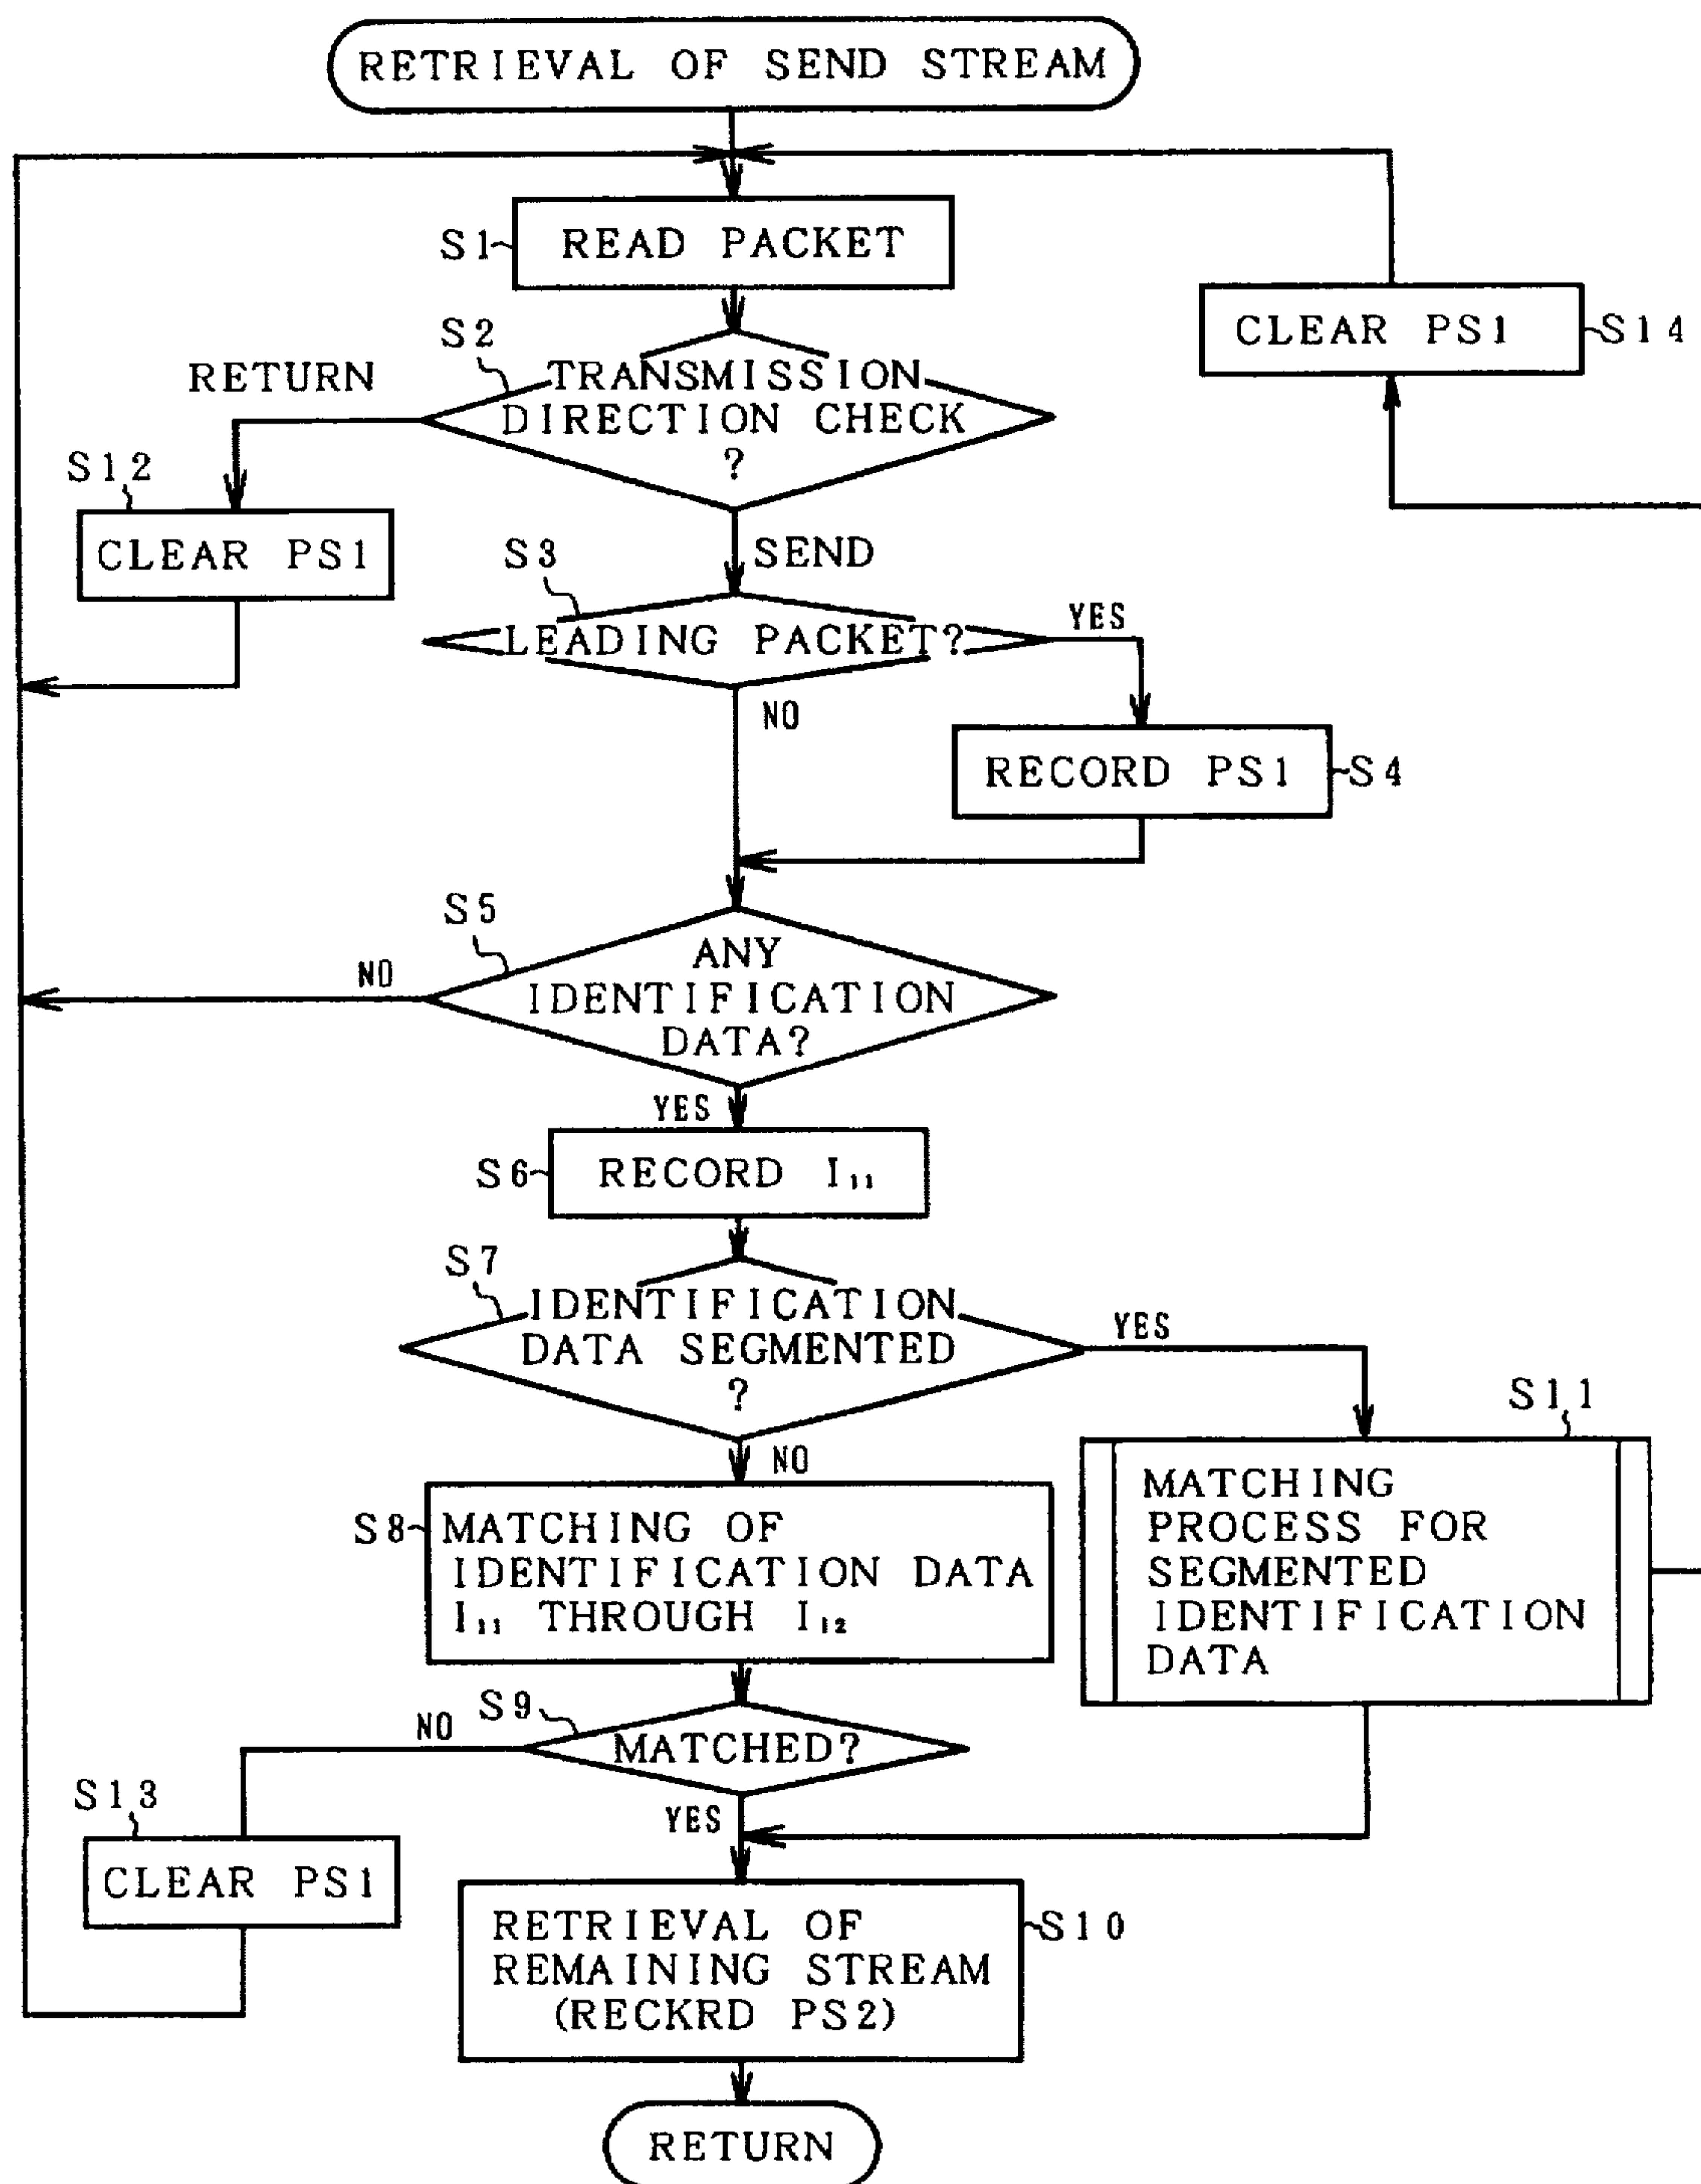 RETRIEVAL OF SEND STREAM
S1
READ PACKET
CLEAR PS1
S14
S2
RETURN
TRANSMISSION
DIRECTION CHECK
?
S12
CLEAR PS1
SEND
S3
LEADING PACKET?
YES
NO
RECORD PS1
S4
S5
NO
ANY
IDENTIFICATION
DATA?
YES
S6
RECORD I₁₁
S7
IDENTIFICATION
DATA SEGMENTED
?
YES
NO
S11
MATCHING
PROCESS FOR
SEGMENTED
IDENTIFICATION
DATA
S8
MATCHING OF
IDENTIFICATION DATA
I₁₁ THROUGH I₁₂
S9
NO
MATCHED?
YES
S13
CLEAR PS1
RETRIEVAL OF
REMAINING STREAM
(RECKRD PS2)
S10
RETURN